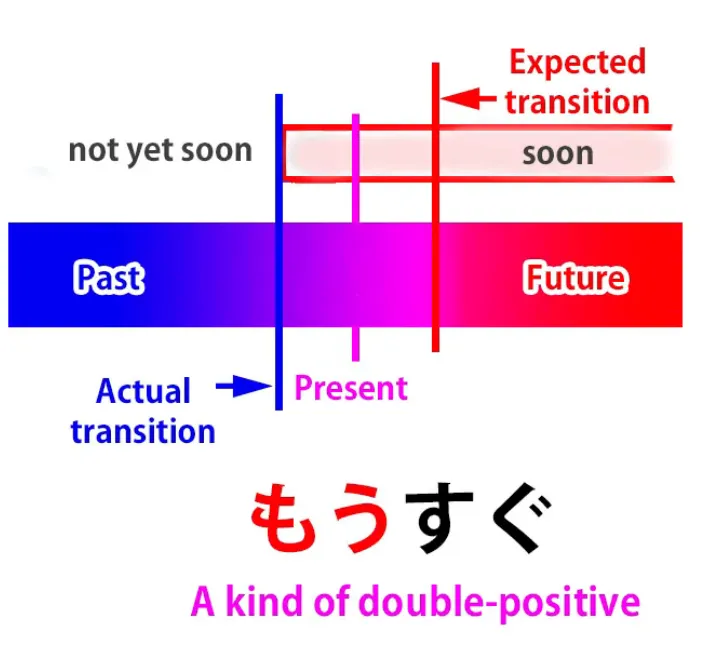 Expected
transition
not yet soon
soon
Past
Future
Actual
transition
Present
もうすぐ
A kind of double-positive